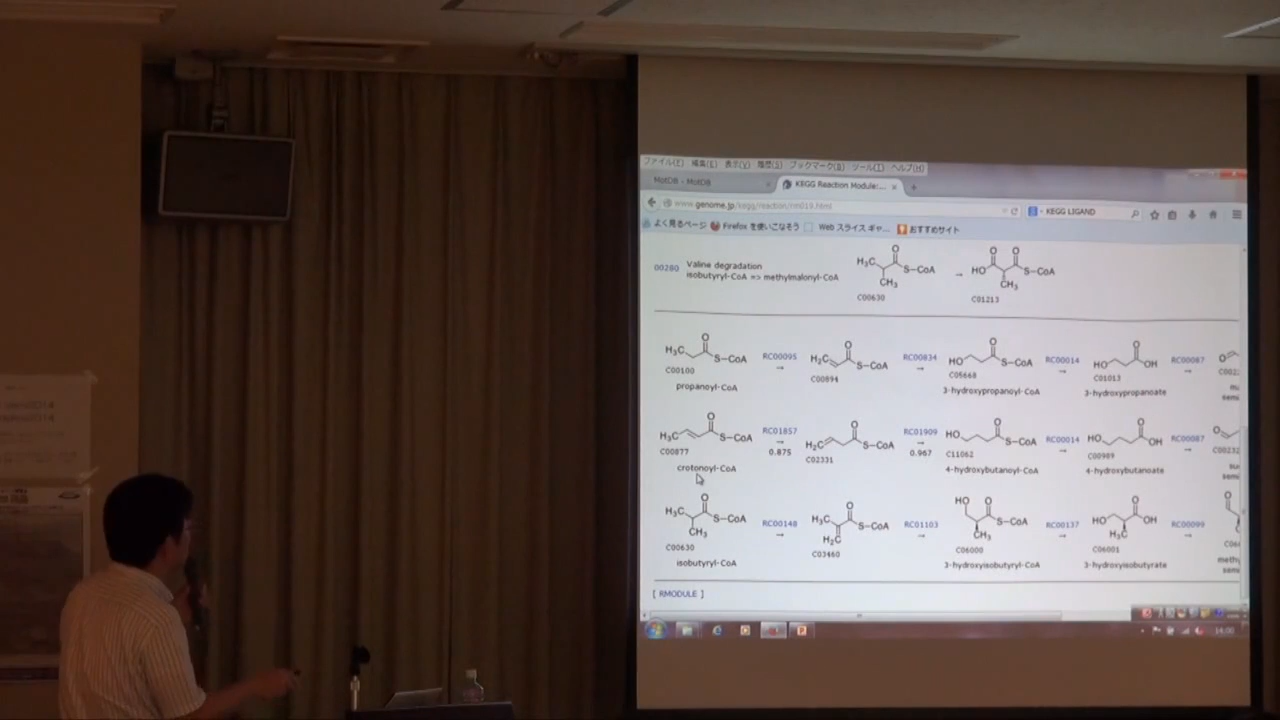 ファイル(F) 編集(E) 表示(V) 履歴(S) ブックマーク(B) ツール(T) ヘルプ(H)
MotDB - MotDB × KEGG Reaction Module:... × +
www.genome.jp/kegg/reaction/rm019.html KEGG LIGAND
よく見るページ Firefox を使いこなそう Web スライス ギャ... おすすめサイト
00280 Valine degradation
isobutyryl-CoA => methylmalonyl-CoA
H₃C O S-CoA CH₃ → HO O O S-CoA CH₃
C00630 C01213
H₃C O S-CoA RC00095 → H₂C O S-CoA RC00834 → HO O S-CoA RC00014 → HO O OH RC00087 → O
C00100 C00894 C05668 C01013
propanoyl-CoA 3-hydroxypropanoyl-CoA 3-hydroxypropanoate
H₃C O S-CoA RC01857 → H₂C O S-CoA RC01909 → HO O S-CoA RC00014 → HO O OH RC00087 → O
0.875 0.967
C00877 C02331 C11062 C00989 C00232
crotonoyl-CoA 4-hydroxybutanoyl-CoA 4-hydroxybutanoate
semi
H₃C O S-CoA CH₃ RC00148 → H₃C O S-CoA H₂C RC01103 → HO O S-CoA CH₃ RC00137 → HO O OH H₃C RC00099 → O
C00630 C03460 C06000 C06001
isobutyryl-CoA 3-hydroxyisobutyryl-CoA 3-hydroxyisobutyrate meth
semi
[ RMODULE ]
14:00